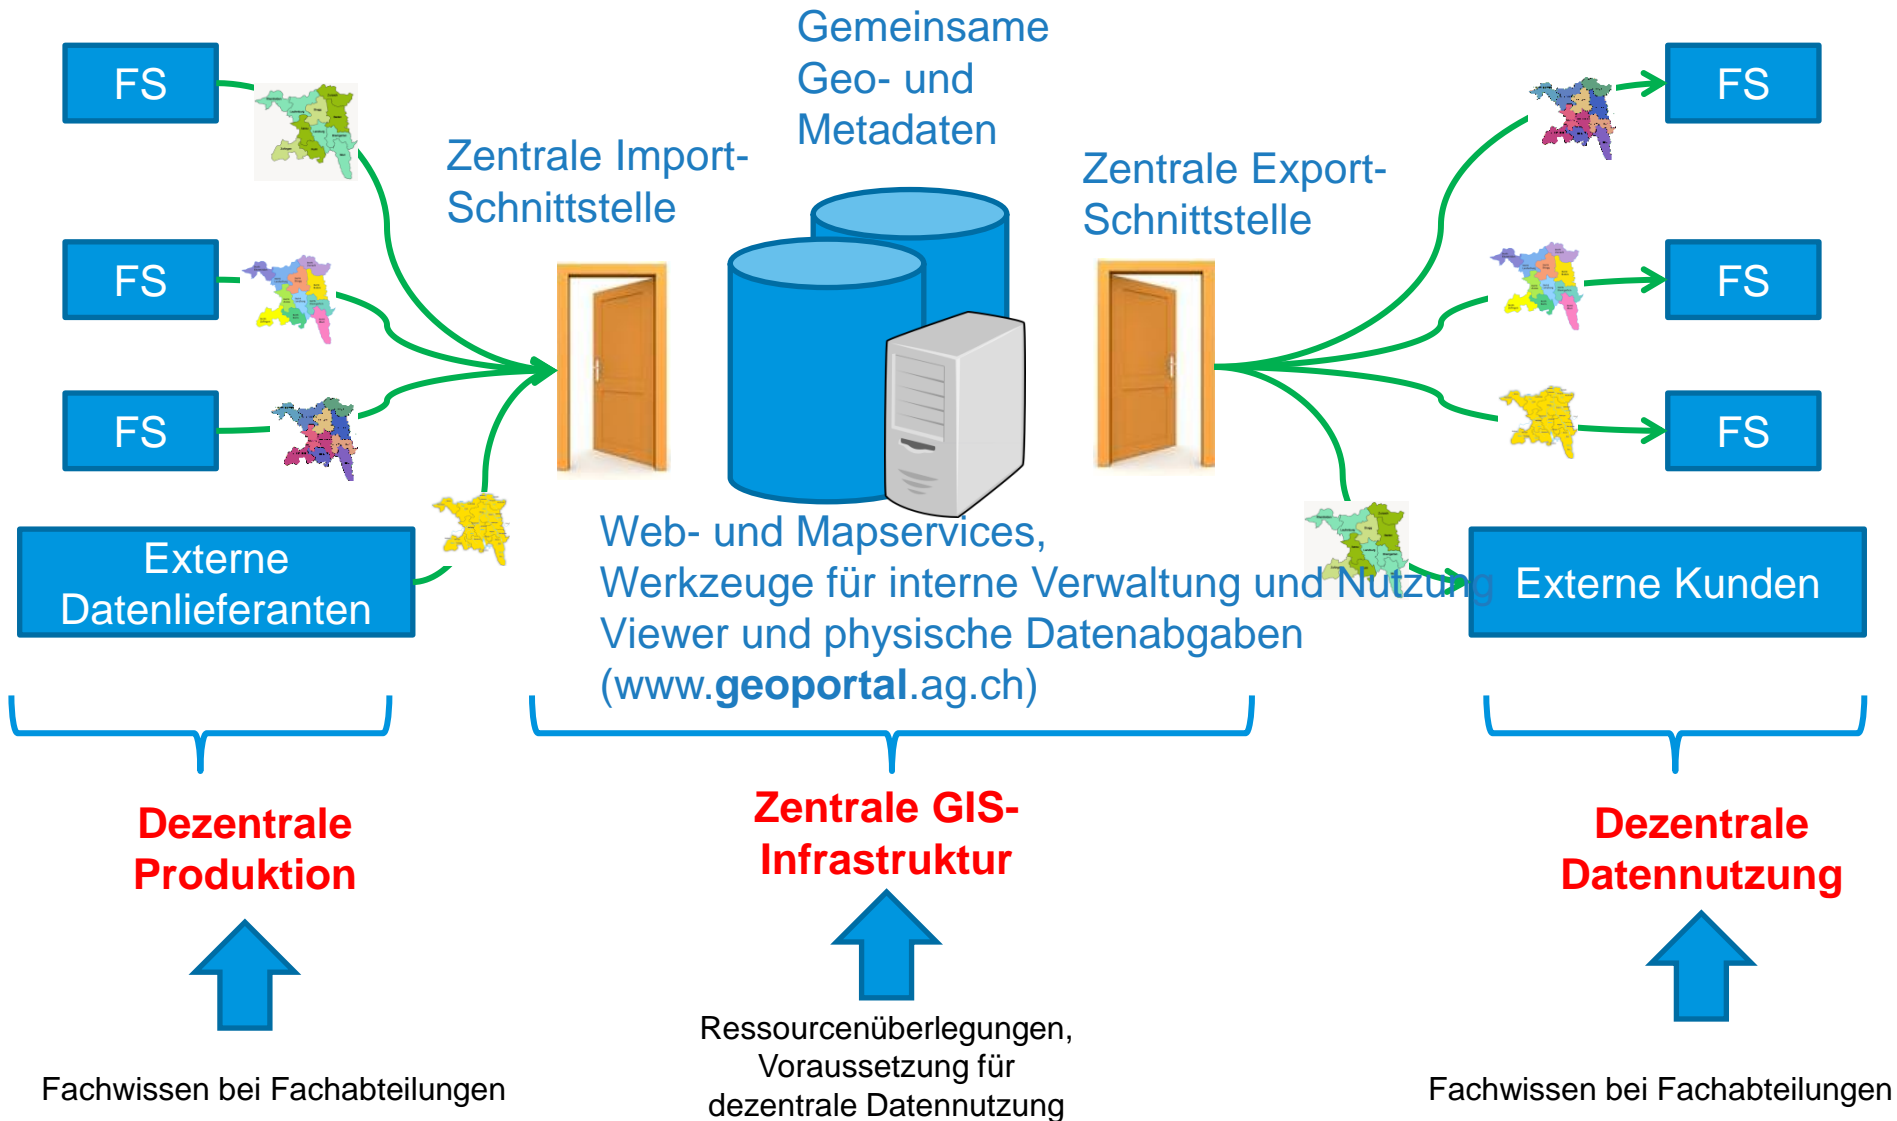 FS
FS
FS
Externe
Datenlieferanten
Zentrale Import-
Schnittstelle
Gemeinsame
Geo- und
Metadaten
Zentrale Export-
Schnittstelle
FS
FS
FS
Externe Kunden
Web- und Mapservices,
Werkzeuge für interne Verwaltung und Nutzung
Viewer und physische Datenabgaben
(www.geoportal.ag.ch)
Dezentrale
Produktion
Zentrale GIS-
Infrastruktur
Dezentrale
Datennutzung
Fachwissen bei Fachabteilungen
Ressourcenüberlegungen,
Voraussetzung für
dezentrale Datennutzung
Fachwissen bei Fachabteilungen